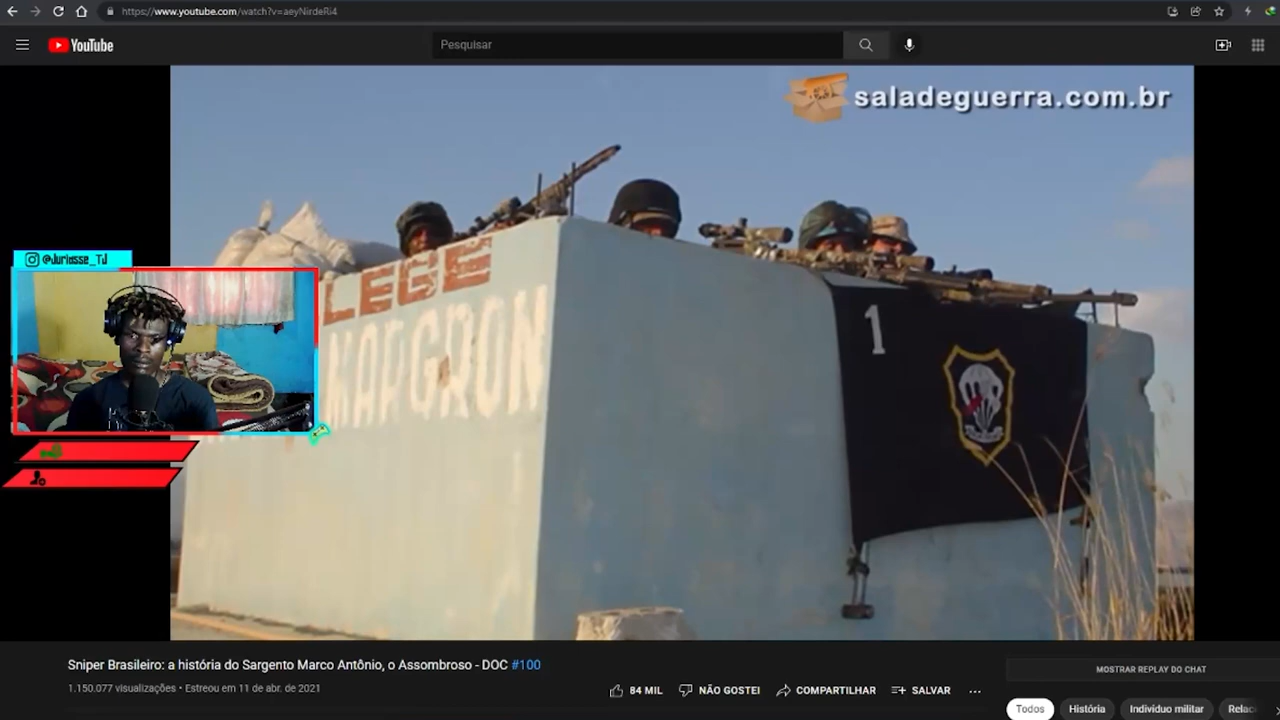 https://www.youtube.com/watch?v=aeyNirdeRi4
YouTube
Pesquisar
saladeguerra.com.br
@Juriosse_TJ
LEGE
MAPGRON
1
Sniper Brasileiro: a história do Sargento Marco Antônio, o Assombroso - DOC #100
1.150.077 visualizações • Estreou em 11 de abr. de 2021
84 MIL
NÃO GOSTEI
COMPARTILHAR
SALVAR
MOSTRAR REPLAY DO CHAT
Todos
História
Indivíduo militar